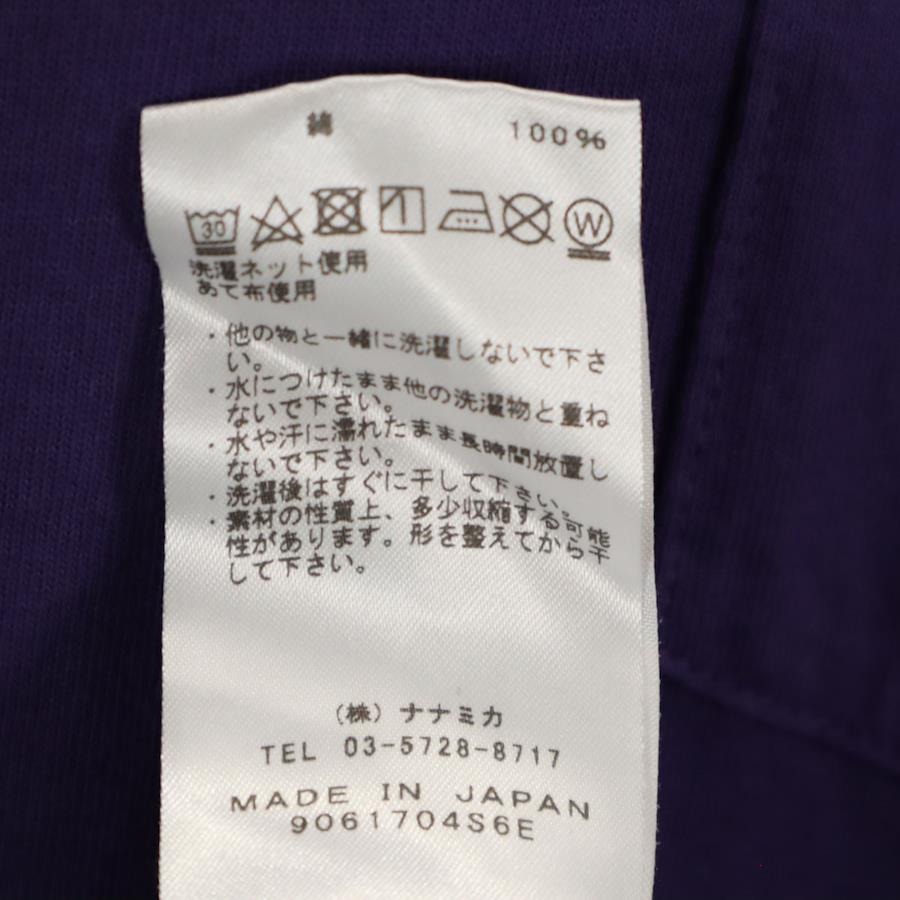 綿 100%
30 W
洗濯ネット使用
あて布使用
・他の物と一緒に洗濯しないで下さ
い。
・水につけたまま他の洗濯物と重ね
ないで下さい。
・水や汗に濡れたまま長時間放置し
ないで下さい。
・洗濯後はすぐに干して下さい。
・素材の性質上、多少収縮する可能
性があります。形を整えてから干
して下さい。
(株) ナナミカ
TEL 03-5728-8717
MADE IN JAPAN
9061704S6E